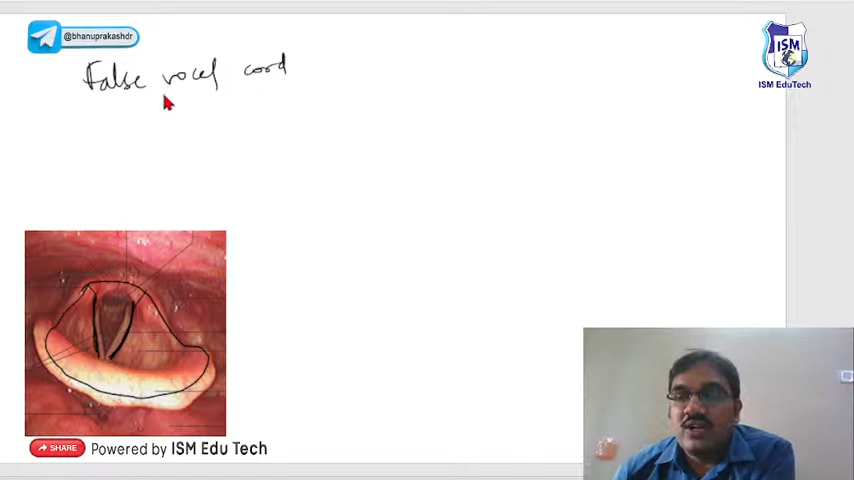 @bhanuprakashdr
ISM
ISM EduTech
False vocal cord
SHARE Powered by ISM Edu Tech